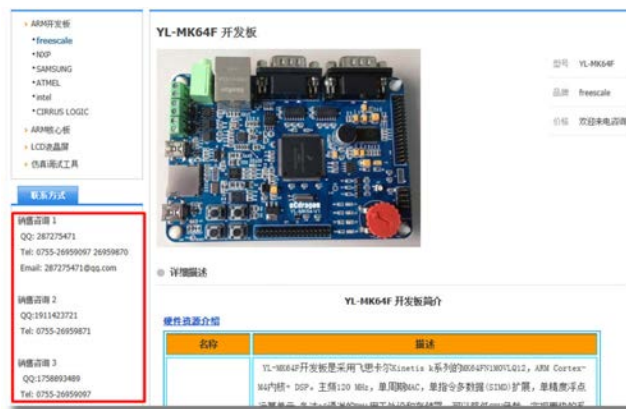 ARM开发板
•freescale
•NXP
•SAMSUNG
•ATMEL
•intel
•CIRRUS LOGIC
ARM核心板
LCD液晶屏
仿真调试工具
联系方式
销售咨询 1
QQ: 287275471
Tel: 0755-26959097 26959870
Email: 287275471@qq.com
销售咨询 2
QQ:1911423721
Tel: 0755-26959871
销售咨询 3
QQ:1758893489
Tel: 0755-26959097
YL-MK64F 开发板
型号 YL-MK64F
品牌 freescale
价格 欢迎来电咨询
详细描述
YL-MK64F 开发板简介
硬件资源介绍
名称 描述
YL-MK64F开发板是采用飞思卡尔Kinetis k系列的MK64FN1M0VLQ12，ARM Cortex-
M4内核+ DSP，主频120 MHz，单周期MAC，单指令多数据(SIMD)扩展，单精度浮点